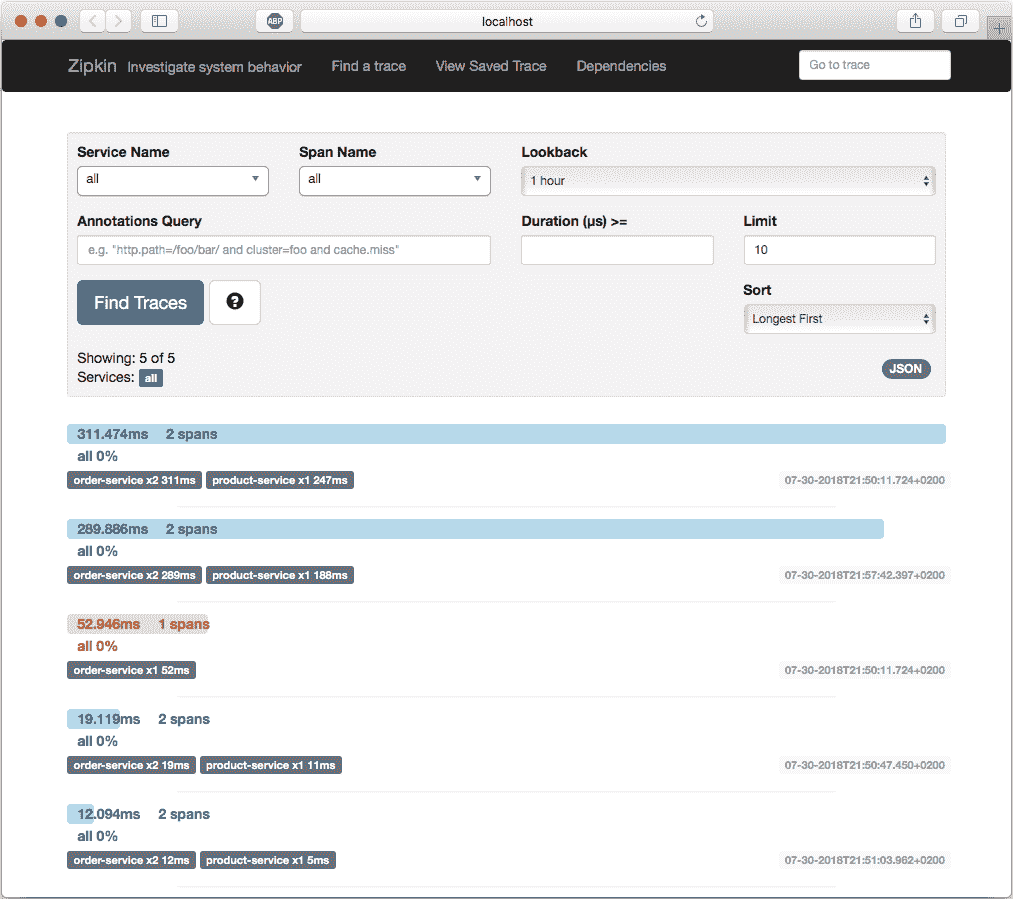 ABP
localhost
Zipkin Investigate system behavior Find a trace View Saved Trace Dependencies Go to trace
Service Name Span Name Lookback
all all 1 hour
Annotations Query Duration (µs) >= Limit
e.g. "http.path=/foo/bar/ and cluster=foo and cache.miss" 10
Find Traces ?
Sort
Longest First
Showing: 5 of 5
Services: all
JSON
311.474ms 2 spans
all 0%
order-service x2 311ms product-service x1 247ms 07-30-2018T21:50:11.724+0200
289.886ms 2 spans
all 0%
order-service x2 289ms product-service x1 188ms 07-30-2018T21:57:42.397+0200
52.946ms 1 spans
all 0%
order-service x1 52ms 07-30-2018T21:50:11.724+0200
19.119ms 2 spans
all 0%
order-service x2 19ms product-service x1 11ms 07-30-2018T21:50:47.450+0200
12.094ms 2 spans
all 0%
order-service x2 12ms product-service x1 5ms 07-30-2018T21:51:03.962+0200